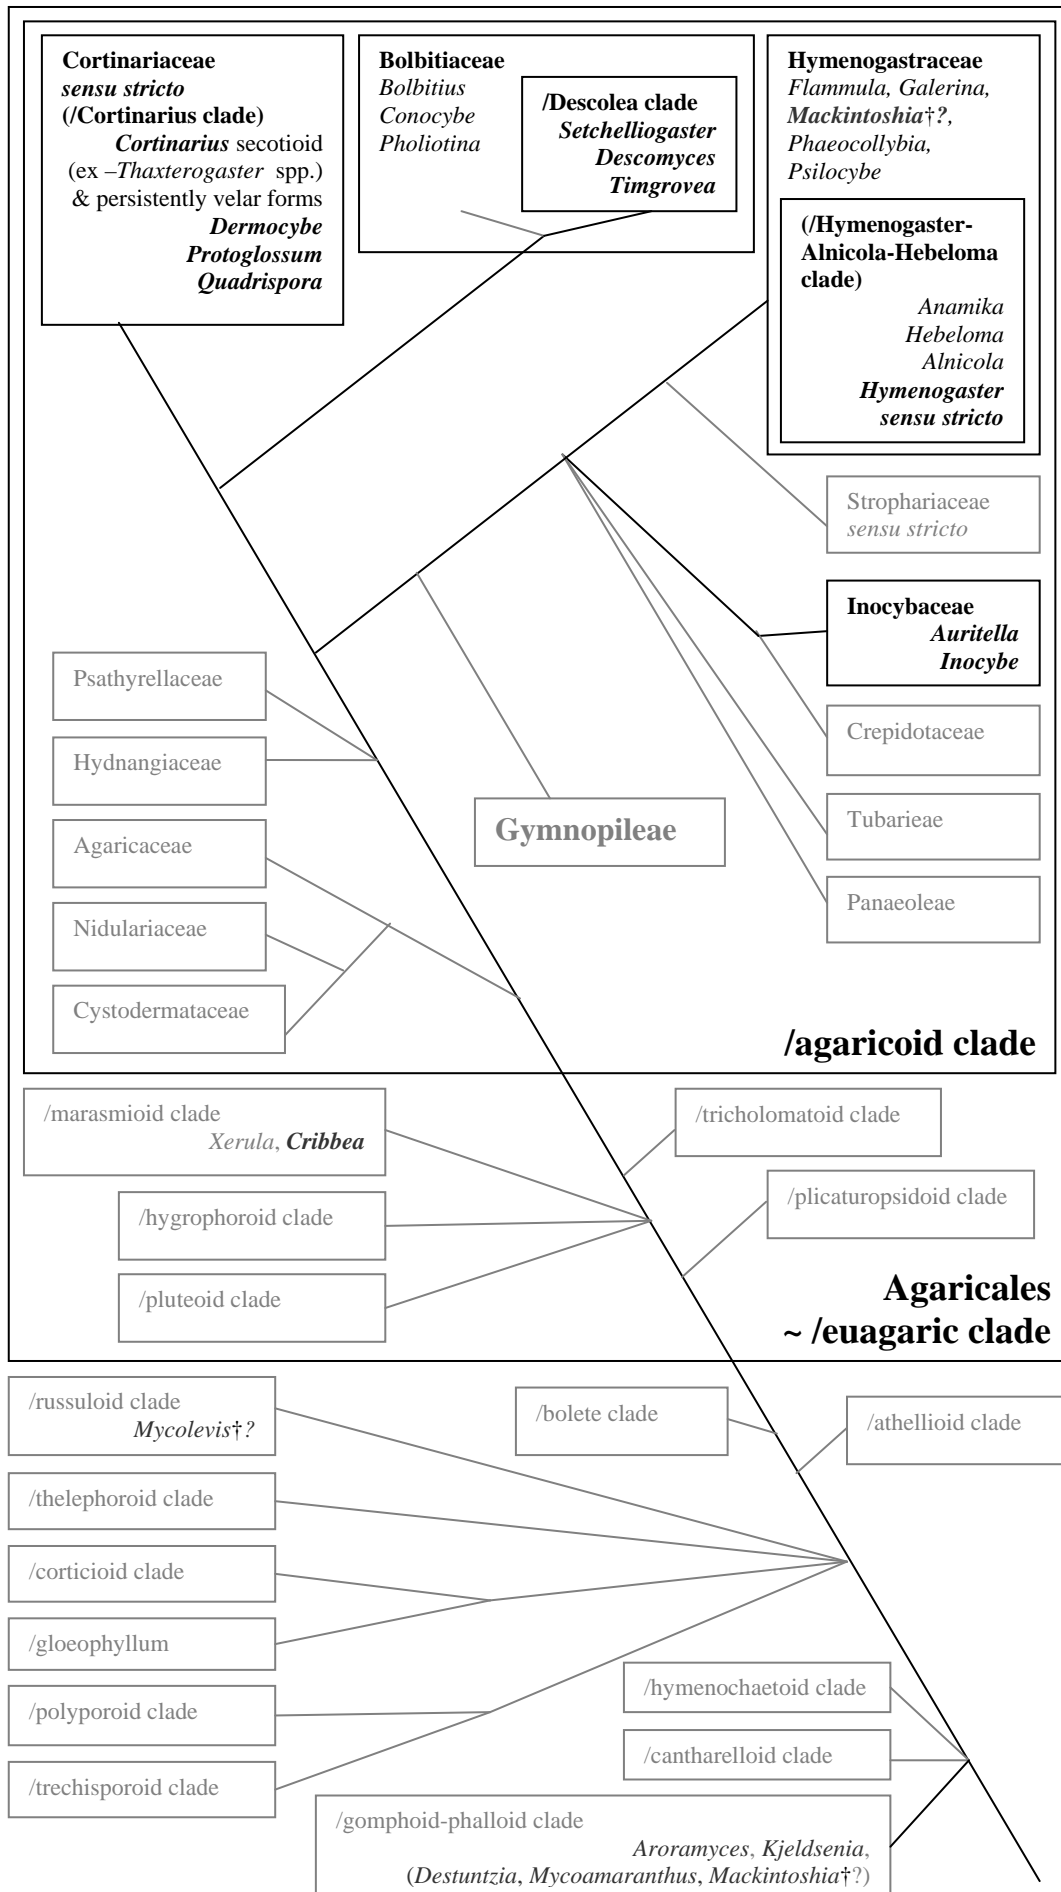 Cortinariaceae
sensu stricto
(/Cortinarius clade)
Cortinarius secotioid
(ex –Thaxterogaster spp.)
& persistently velar forms
Dermocybe
Protoglossum
Quadrispora
Bolbitiaceae
Bolbitius
Conocybe
Pholiotina
/Descolea clade
Setchelliogaster
Descomyces
Timgrovea
Hymenogastraceae
Flammula, Galerina,
Mackintoshia†?,
Phaeocollybia,
Psilocybe
(/Hymenogaster-
Alnicola-Hebeloma
clade)
Anamika
Hebeloma
Alnicola
Hymenogaster
sensu stricto
Strophariaceae
sensu stricto
Inocybaceae
Auritella
Inocybe
Crepidotaceae
Tubarieae
Panaeoleae
Gymnopileae
Psathyrellaceae
Hydnangiaceae
Agaricaceae
Nidulariaceae
Cystodermataceae
/agaricoid clade
/marasmioid clade
Xerula, Cribbea
/hygrophoroid clade
/pluteoid clade
/tricholomatoid clade
/plicaturopsidoid clade
Agaricales
~ /euagaric clade
/russuloid clade
Mycolevis†?
/thelephoroid clade
/corticioid clade
/gloeophyllum
/polyporoid clade
/trechisporoid clade
/bolete clade
/athellioid clade
/hymenochaetoid clade
/cantharelloid clade
/gomphoid-phalloid clade
Aroramyces, Kjeldsenia,
(Destuntzia, Mycoamaranthus, Mackintoshia†?)